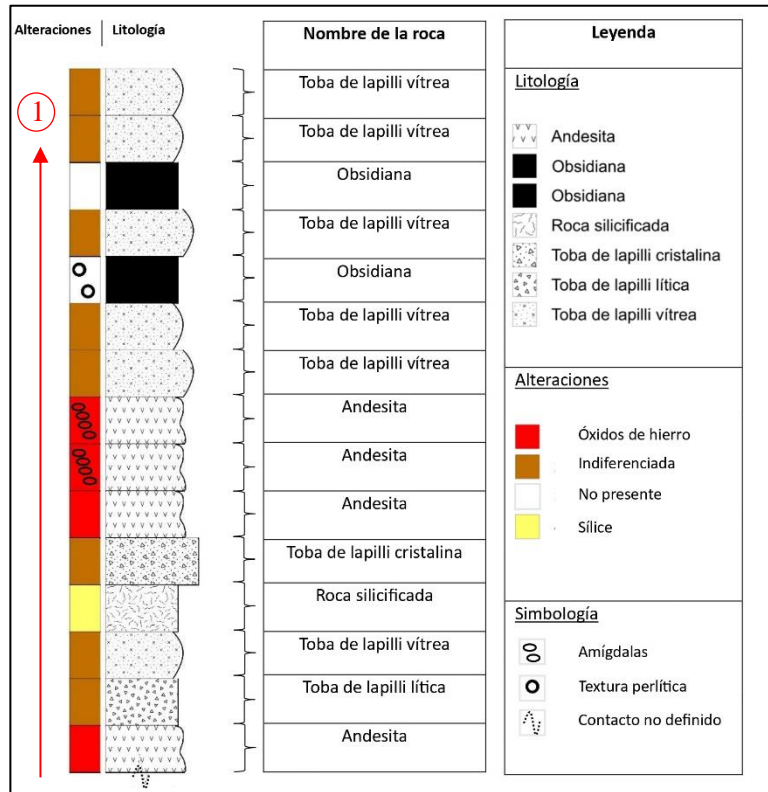 Alteraciones Litología
Nombre de la roca
Leyenda
1
Toba de lapilli vítrea
Toba de lapilli vítrea
Obsidiana
Toba de lapilli vítrea
Obsidiana
Toba de lapilli vítrea
Toba de lapilli vítrea
Andesita
Andesita
Andesita
Toba de lapilli cristalina
Roca silicificada
Toba de lapilli vítrea
Toba de lapilli lítica
Andesita
Litología
Andesita
Obsidiana
Obsidiana
Roca silicificada
Toba de lapilli cristalina
Toba de lapilli lítica
Toba de lapilli vítrea
Alteraciones
Óxidos de hierro
Indiferenciada
No presente
Sílice
Simbología
Amígdalas
Textura perlítica
Contacto no definido